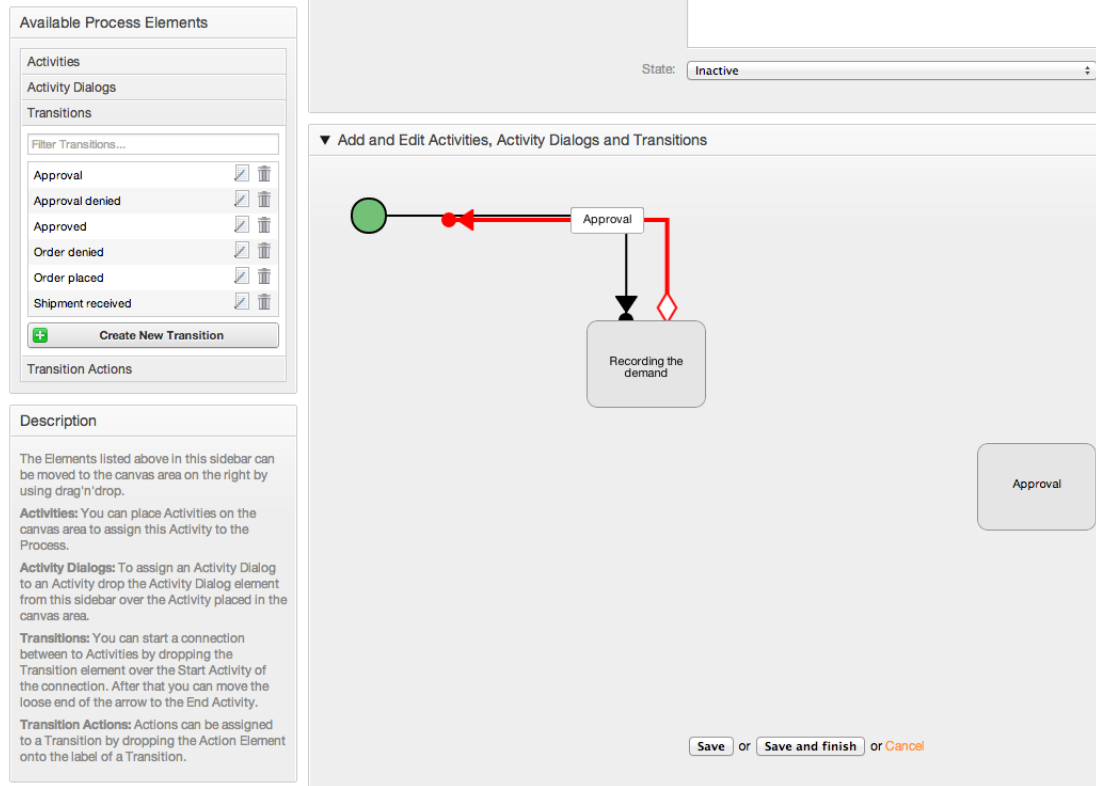 Available Process Elements
Activities
Activity Dialogs
Transitions
Filter Transitions...
Approval
Approval denied
Approved
Order denied
Order placed
Shipment received
Create New Transition
Transition Actions
Description
The Elements listed above in this sidebar can
be moved to the canvas area on the right by
using drag'n'drop.
Activities: You can place Activities on the
canvas area to assign this Activity to the
Process.
Activity Dialogs: To assign an Activity Dialog
to an Activity drop the Activity Dialog element
from this sidebar over the Activity placed in the
canvas area.
Transitions: You can start a connection
between to Activities by dropping the
Transition element over the Start Activity of
the connection. After that you can move the
loose end of the arrow to the End Activity.
Transition Actions: Actions can be assigned
to a Transition by dropping the Action Element
onto the label of a Transition.
State: Inactive
▼ Add and Edit Activities, Activity Dialogs and Transitions
Approval
Recording the
demand
Approval
Save or Save and finish or Cancel